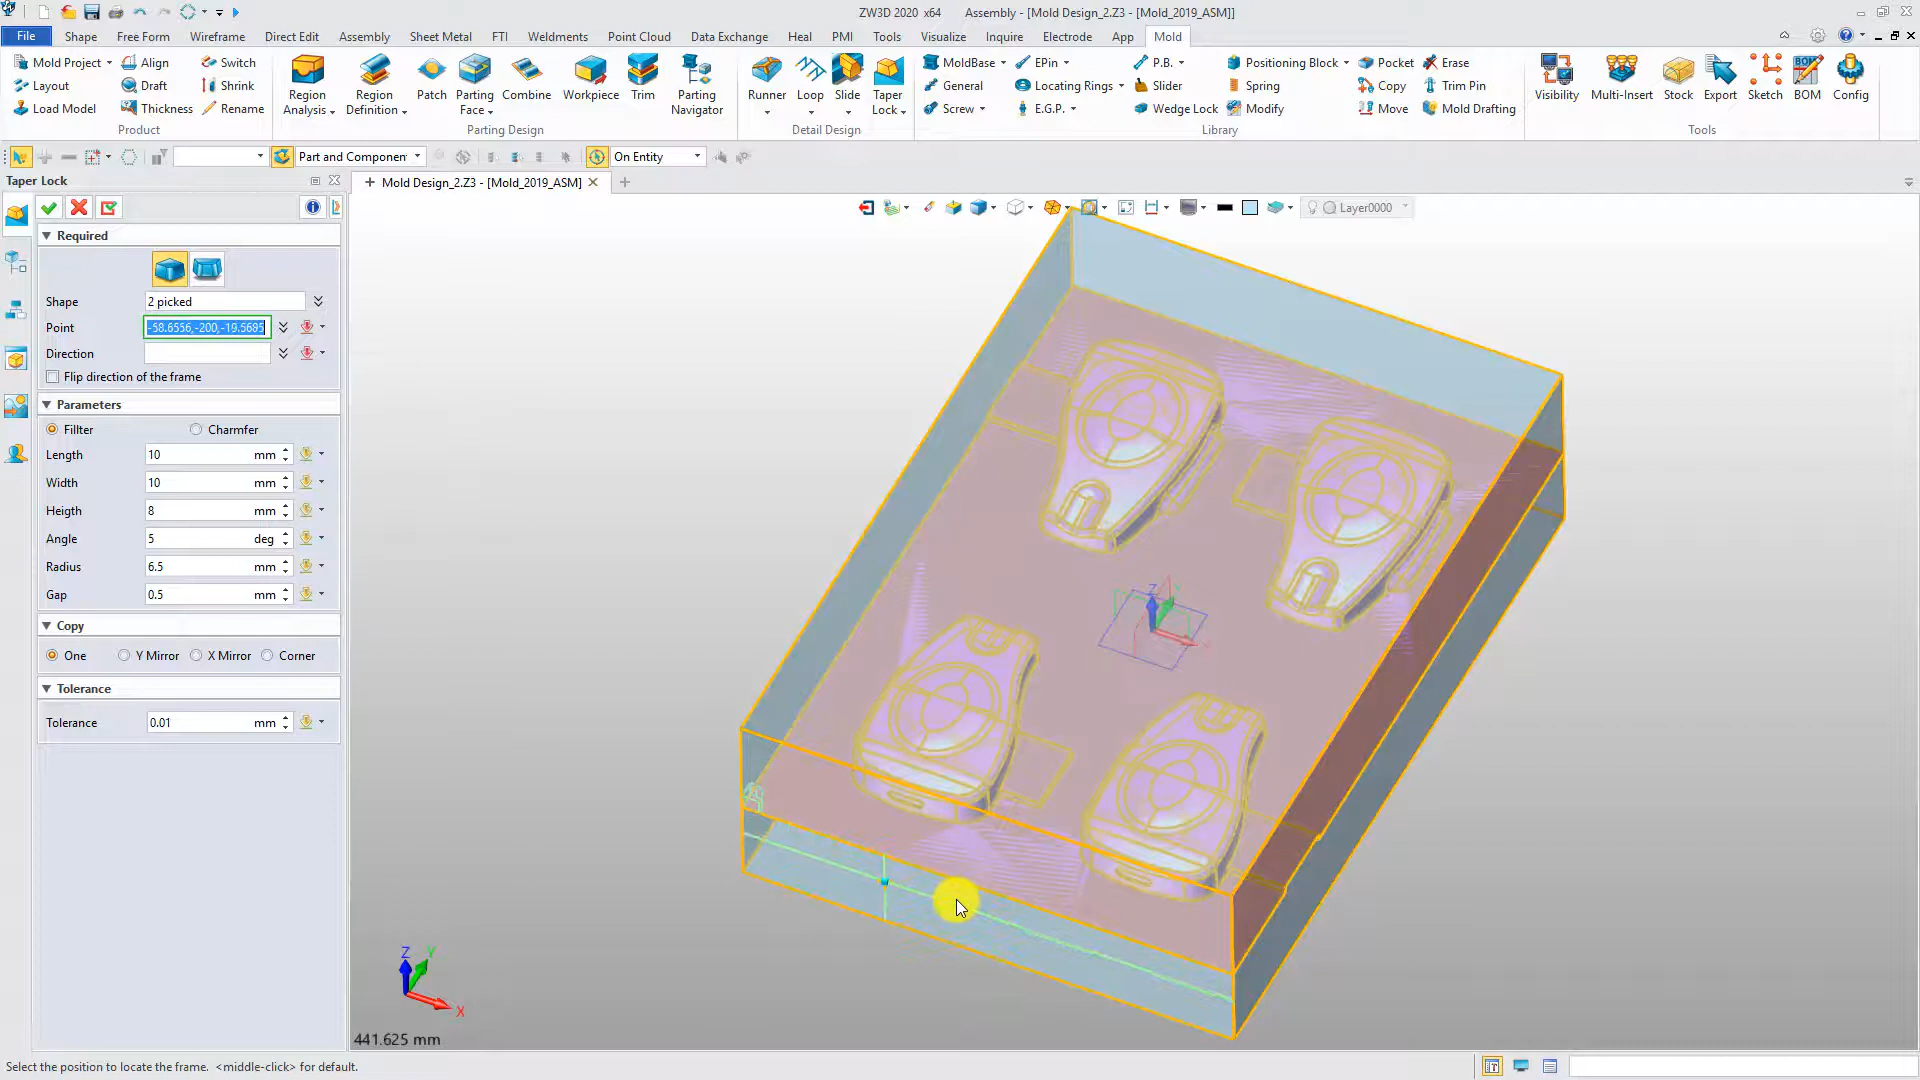 ZW3D 2020 x64 Assembly - [Mold Design_2.Z3 - [Mold_2019_ASM]]
File Shape Free Form Wireframe Direct Edit Assembly Sheet Metal FTI Weldments Point Cloud Data Exchange Heal PMI Tools Visualize Inquire Electrode App Mold
Mold Project Align Switch
Layout Draft Shrink
Load Model Thickness Rename
Product
Region Analysis
Region Definition
Patch
Parting Face
Combine
Workpiece
Trim
Parting Navigator
Parting Design
Runner
Loop
Slide
Taper Lock
Detail Design
MoldBase EPin P.B. Positioning Block Pocket Erase
General Locating Rings Slider Spring Copy Trim Pin
Screw E.G.P. Wedge Lock Modify Move Mold Drafting
Library
Visibility
Multi-Insert
Stock
Export
Sketch
BOM
BOM
Config
Tools
Part and Componen
On Entity
Taper Lock
Mold Design_2.Z3 - [Mold_2019_ASM]
Layer0000
Required
Shape 2 picked
Point -58.6556,-200,-19.5685
Direction
Flip direction of the frame
Parameters
Fillter Charmfer
Length 10 mm
Width 10 mm
Heigth 8 mm
Angle 5 deg
Radius 6.5 mm
Gap 0.5 mm
Copy
One Y Mirror X Mirror Corner
Tolerance
Tolerance 0.01 mm
Z
Y
X
Z
Y
X
441.625 mm
Select the position to locate the frame. <middle-click> for default.